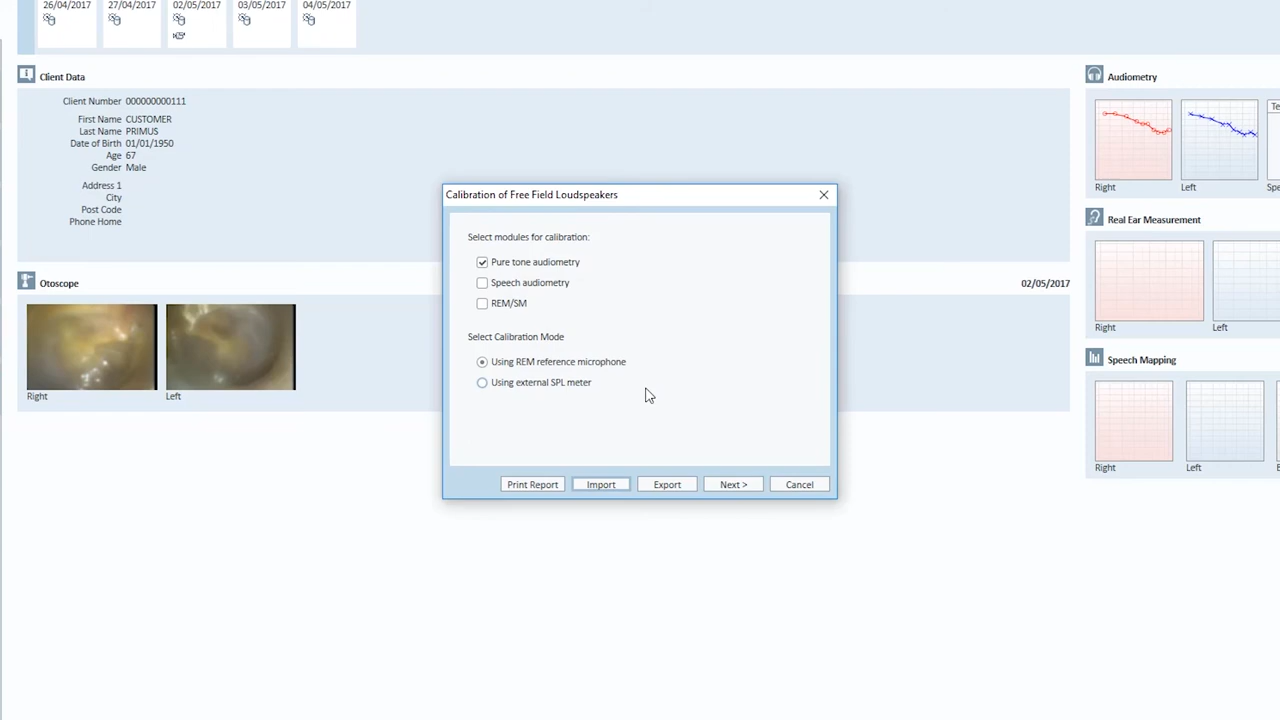 26/04/2017 27/04/2017 02/05/2017 03/05/2017 04/05/2017
Client Data
Client Number 000000000111
First Name CUSTOMER
Last Name PRIMUS
Date of Birth 01/01/1950
Age 67
Gender Male
Address 1
City
Post Code
Phone Home
Otoscope 02/05/2017
Right Left
Calibration of Free Field Loudspeakers
Select modules for calibration:
Pure tone audiometry
Speech audiometry
REM/SM
Select Calibration Mode
Using REM reference microphone
Using external SPL meter
Print Report Import Export Next > Cancel
Audiometry
Te
Right Left Spe
Real Ear Measurement
Right Left
Speech Mapping
Right Left